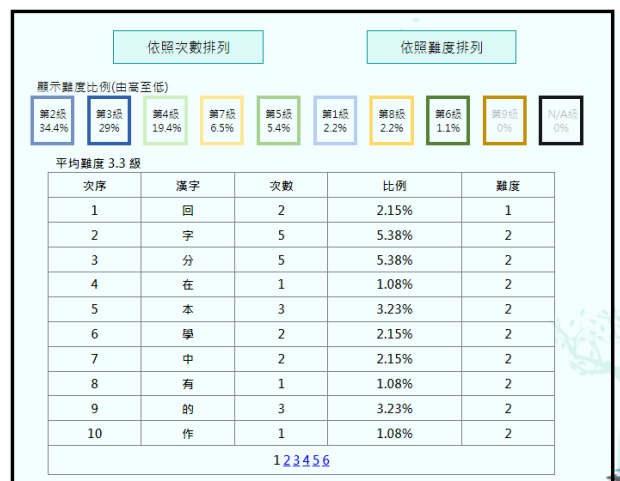 依照次數排列 依照難度排列
顯示難度比例(由高至低)
第2級 第3級 第4級 第7級 第5級 第1級 第8級 第6級 第9級 N/A級
34.4% 29% 19.4% 6.5% 5.4% 2.2% 2.2% 1.1% 0% 0%
平均難度 3.3 級
次序 漢字 次數 比例 難度
1 回 2 2.15% 1
2 字 5 5.38% 2
3 分 5 5.38% 2
4 在 1 1.08% 2
5 本 3 3.23% 2
6 學 2 2.15% 2
7 中 2 2.15% 2
8 有 1 1.08% 2
9 的 3 3.23% 2
10 作 1 1.08% 2
1 2 3 4 5 6